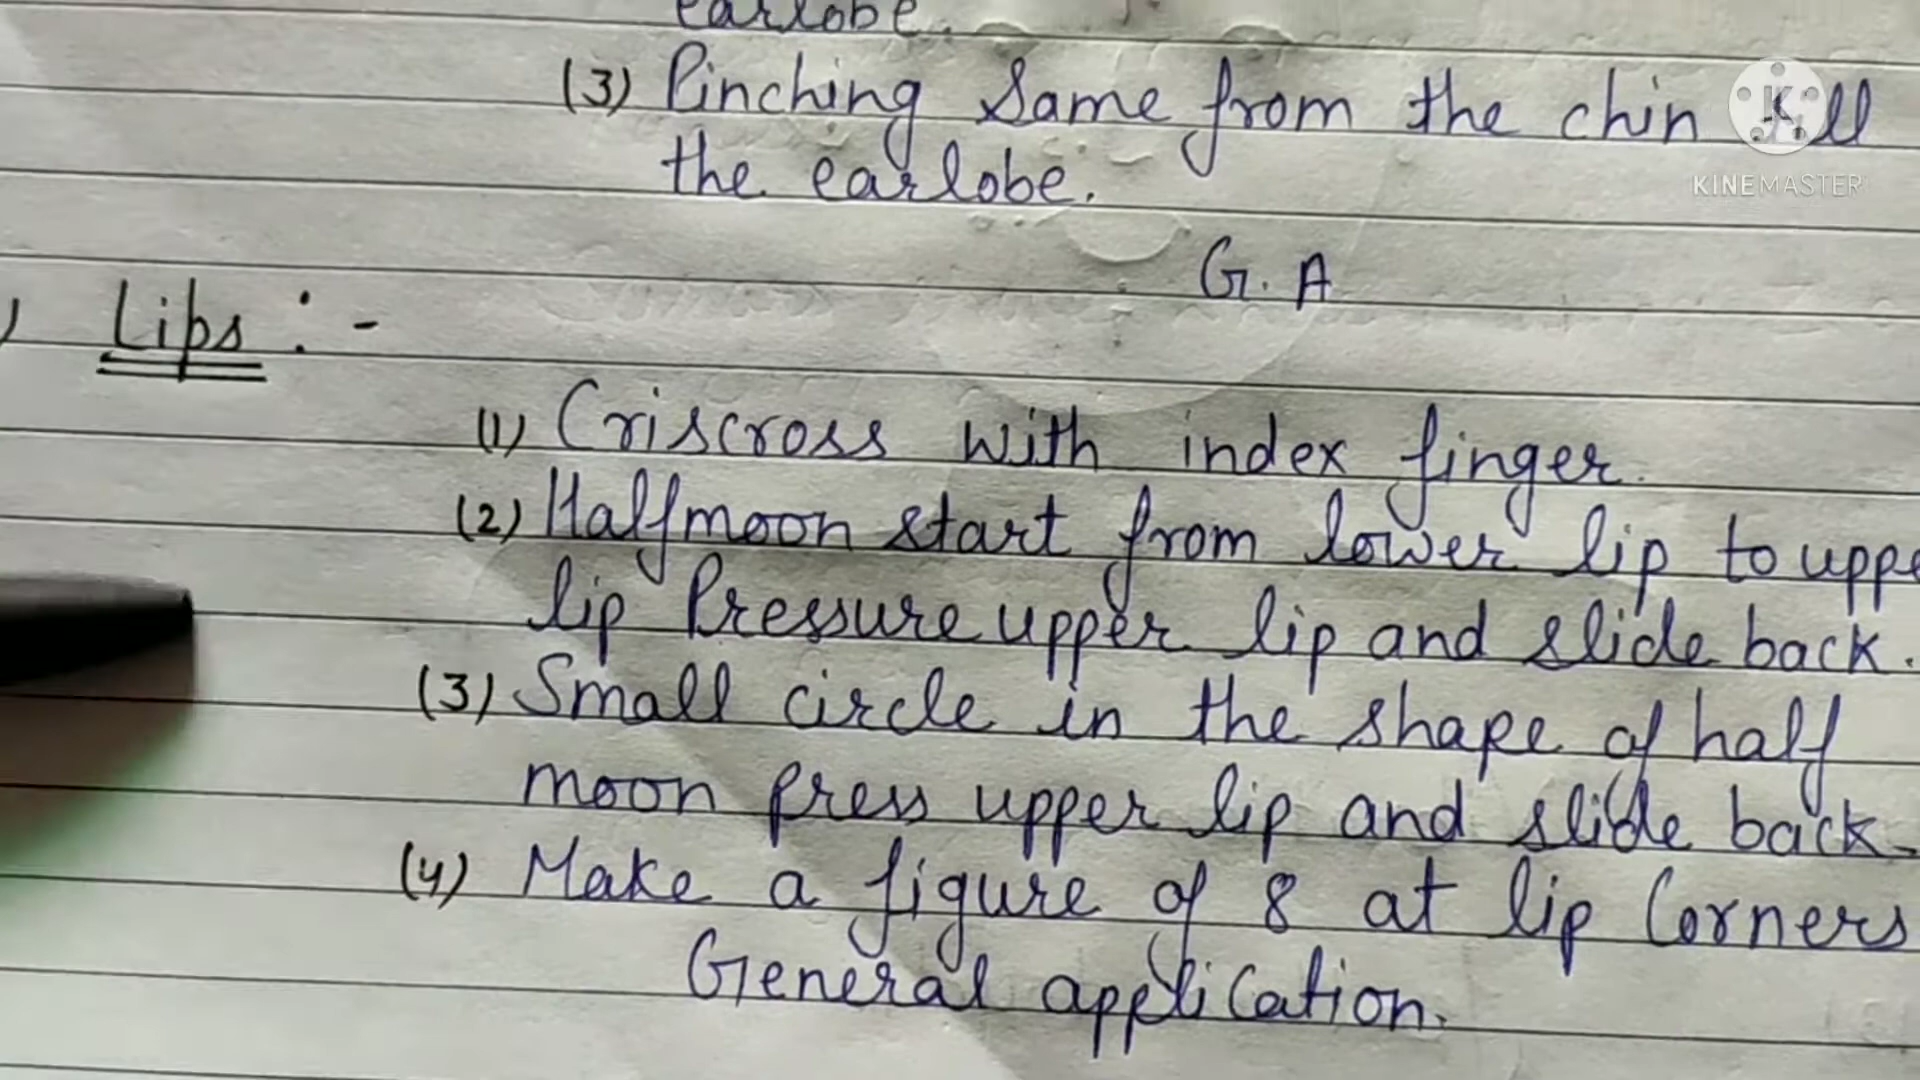 earlobe.
(3) Pinching Same from the chin till
the earlobe.
G. A
Lips :-
(1) Criscross with index finger.
(2) Halfmoon start from lower lip to uppe
lip Pressure upper lip and slide back.
(3) Small circle in the shape of half
moon press upper lip and slide back.
(4) Make a figure of 8 at lip Corners
General application.
KINEMASTER